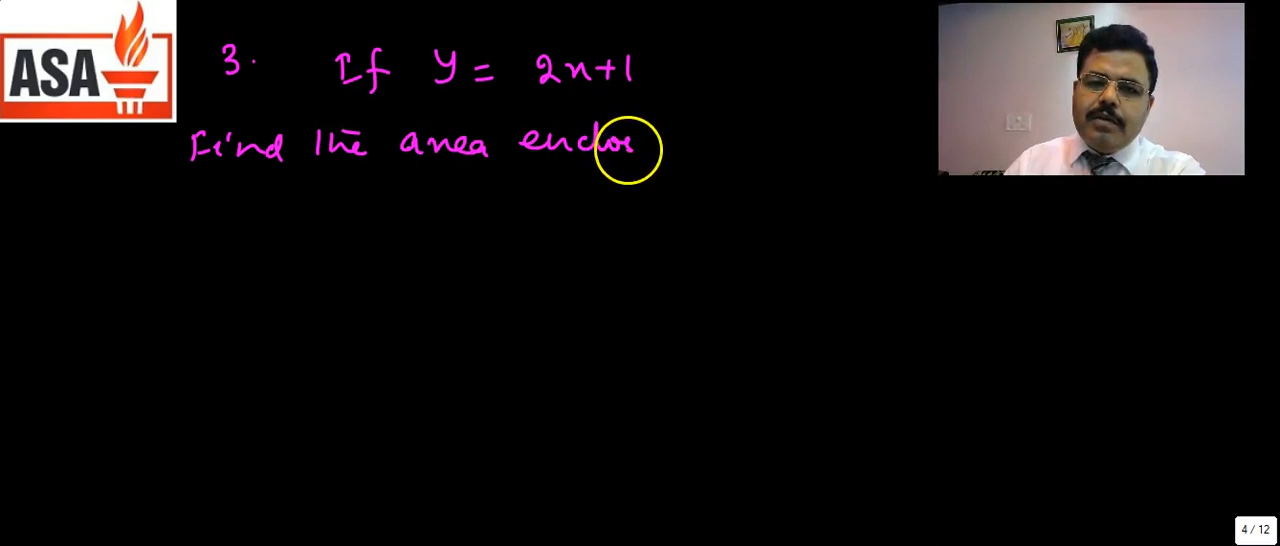 ASA
3. If y = 2x+1
Find the area enclos
4 / 12